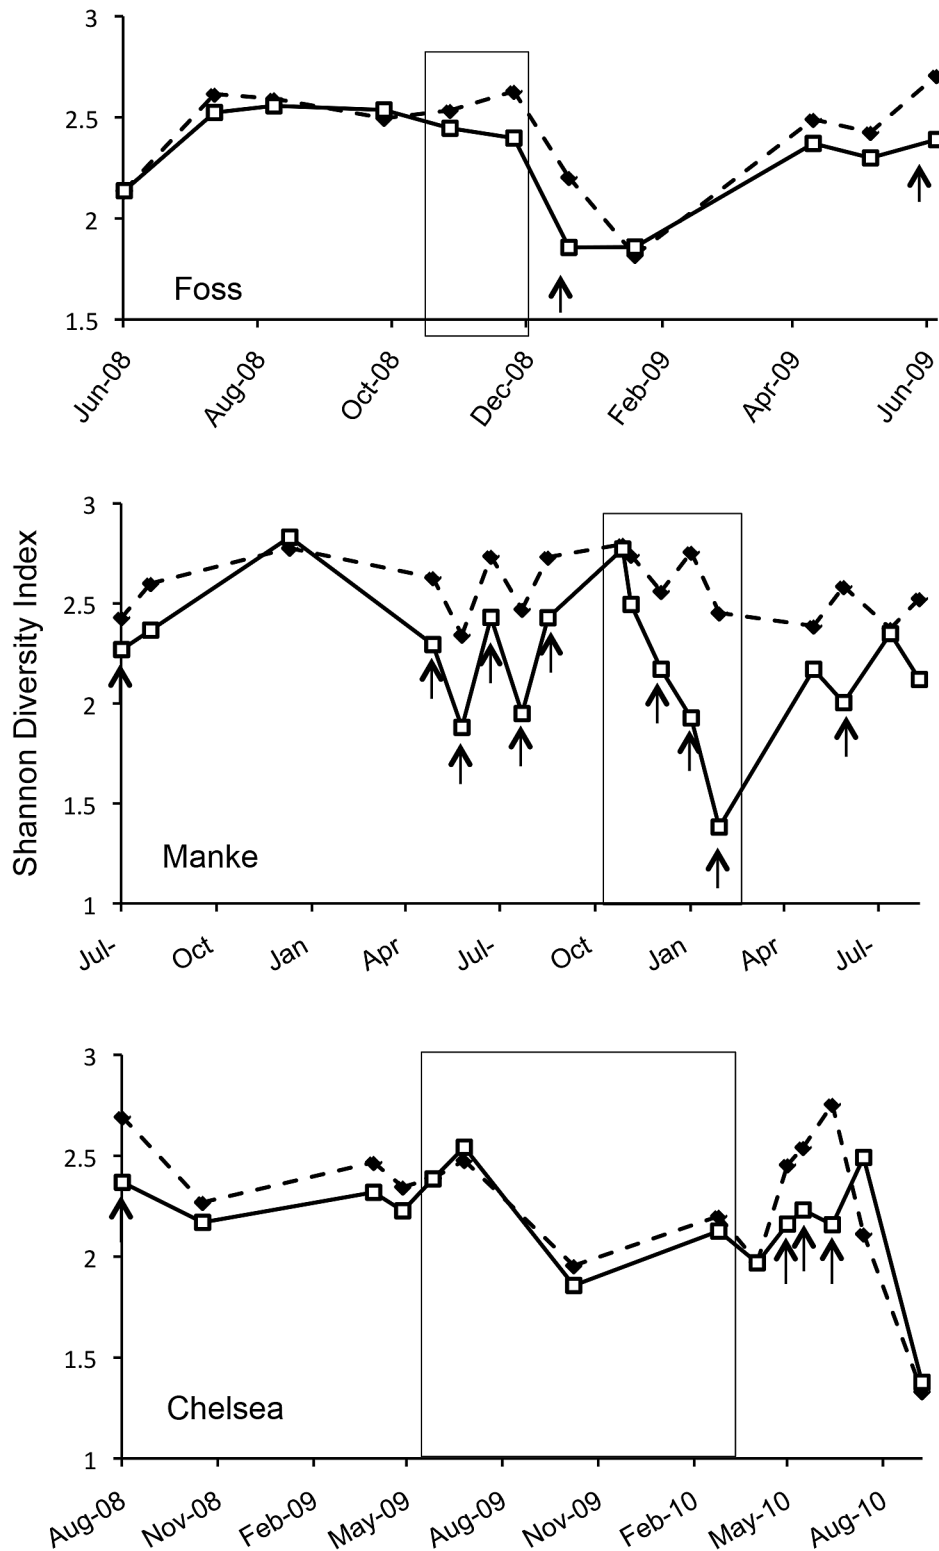 3
2.5
2
1.5
Foss
Jun-08
Aug-08
Oct-08
Dec-08
Feb-09
Apr-09
Jun-09
Shannon Diversity Index
3
2.5
2
1.5
1
Manke
Jul-
Oct
Jan
Apr
Jul-
Oct
Jan
Apr
Jul-
3
2.5
2
1.5
1
Chelsea
Aug-08
Nov-08
Feb-09
May-09
Aug-09
Nov-09
Feb-10
May-10
Aug-10